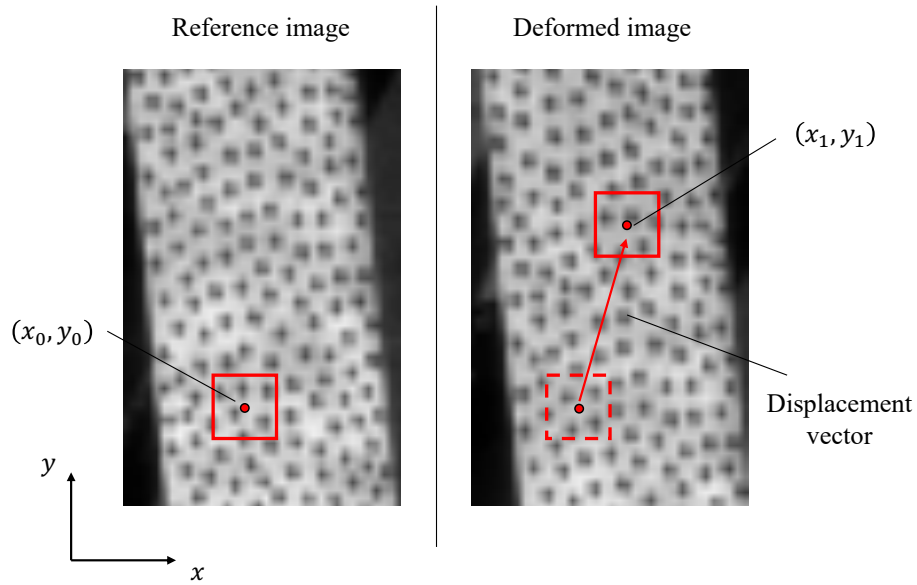 Reference image
Deformed image
(x₁, y₁)
(x₀, y₀)
Displacement
vector
y
x